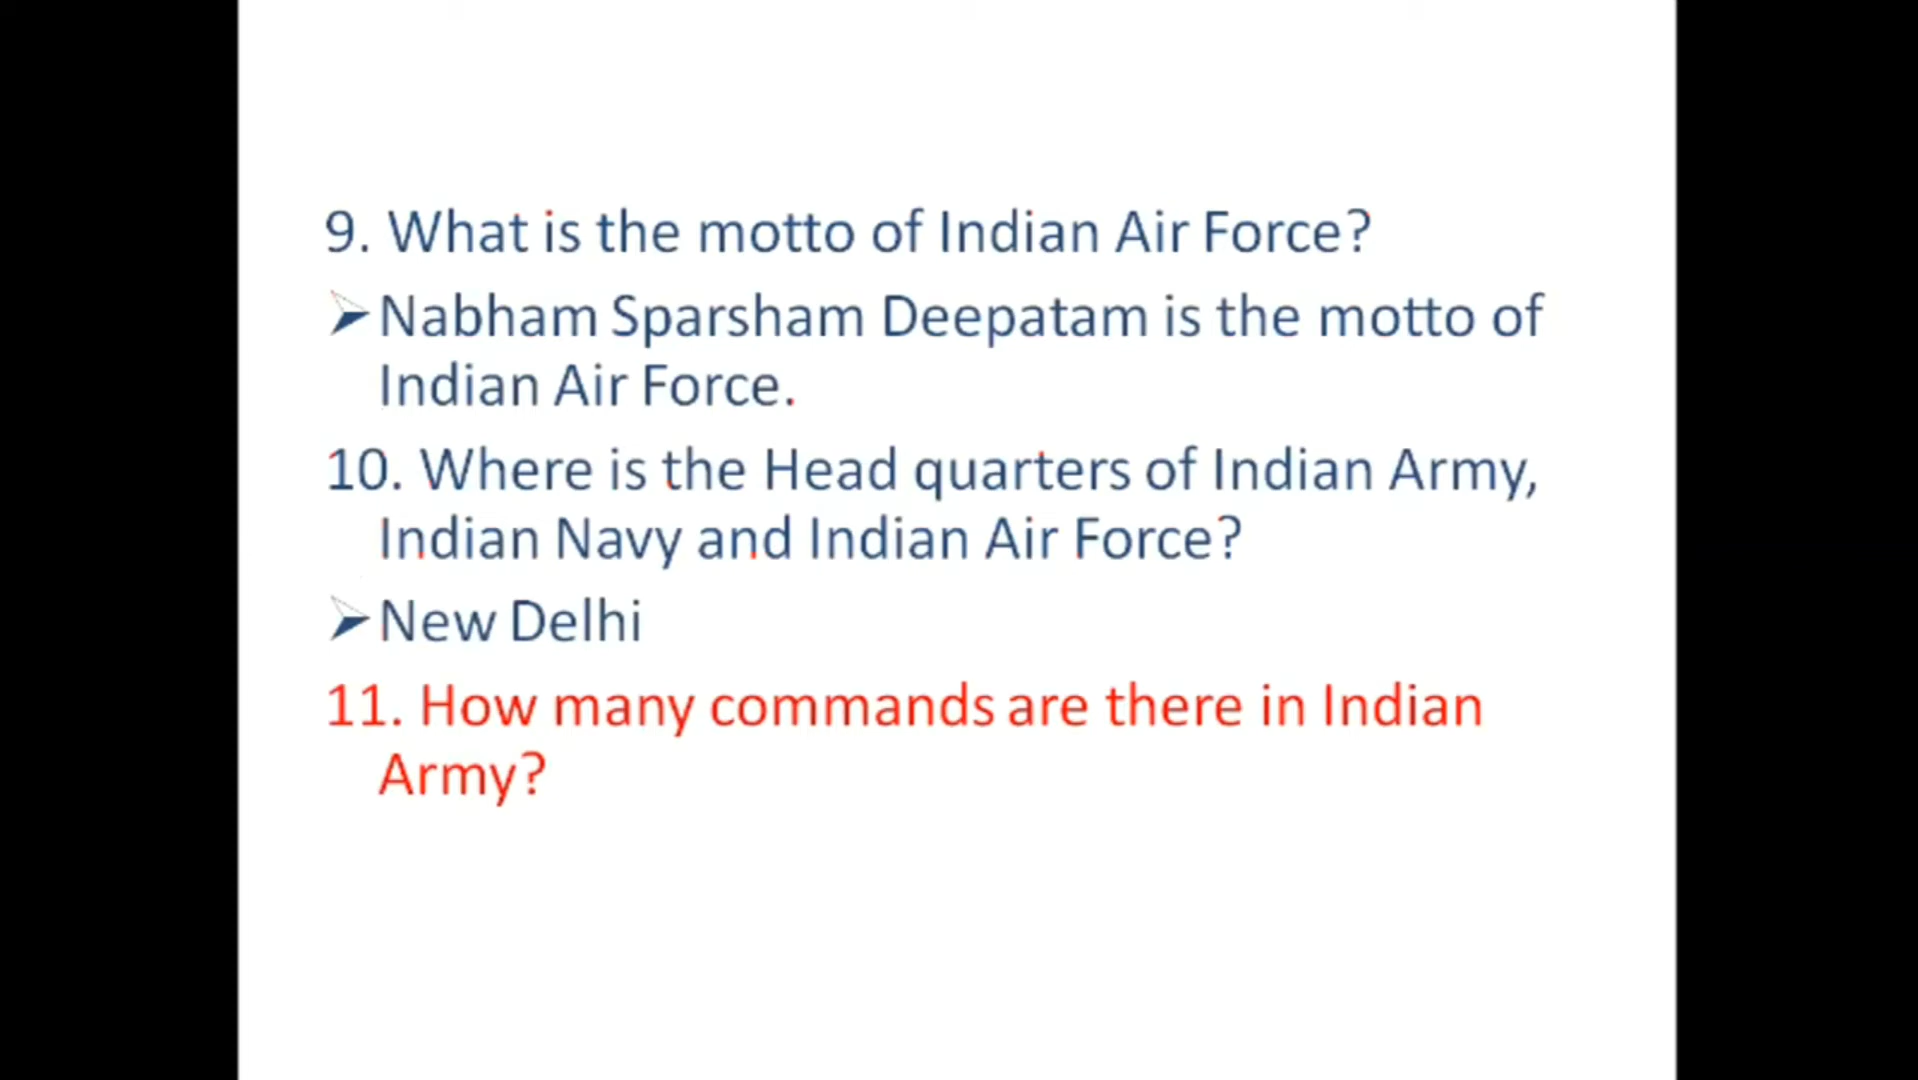 9. What is the motto of Indian Air Force?
➢Nabham Sparsham Deepatam is the motto of
Indian Air Force.
10. Where is the Head quarters of Indian Army,
Indian Navy and Indian Air Force?
➢New Delhi
11. How many commands are there in Indian
Army?